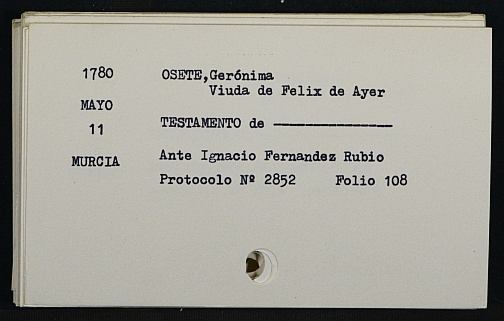 1780 OSETE,Gerónima
Viuda de Felix de Ayer
MAYO
11 TESTAMENTO de ---------------
MURCIA Ante Ignacio Fernandez Rubio
Protocolo Nº 2852 Folio 108